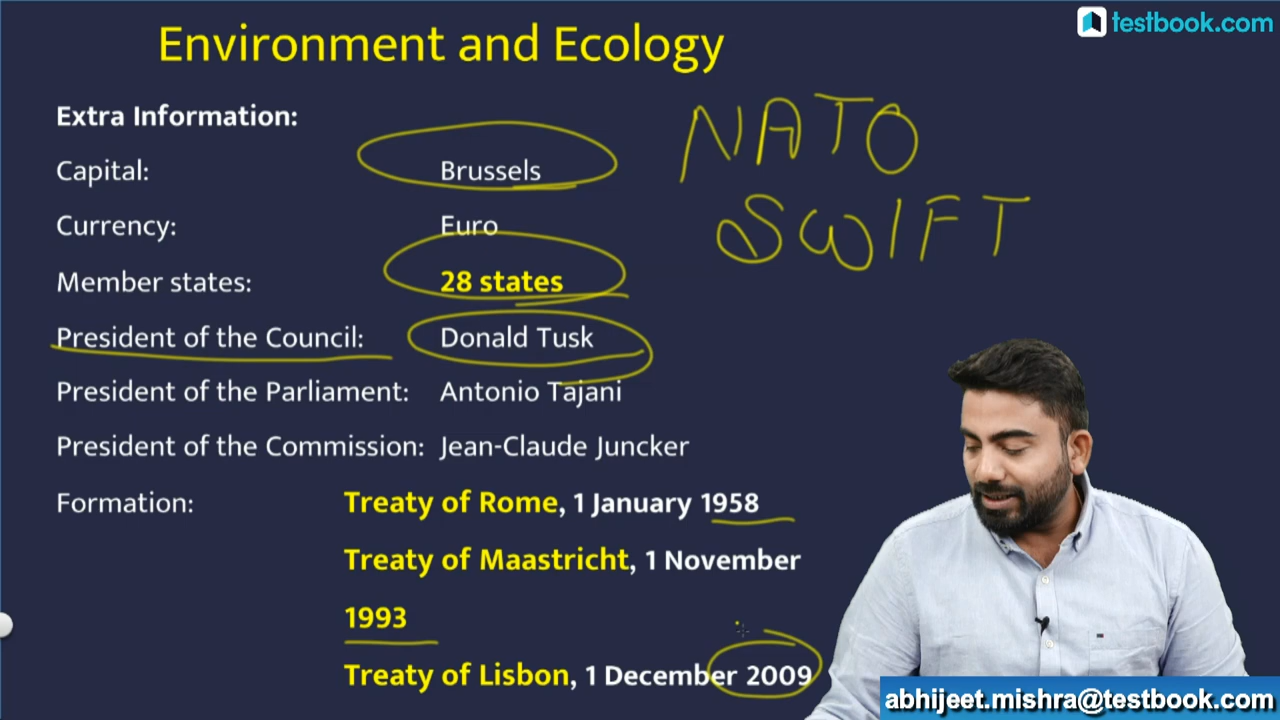 testbook.com
Environment and Ecology
Extra Information:
NATO
Capital: Brussels
SWIFT
Currency: Euro
Member states: 28 states
President of the Council: Donald Tusk
President of the Parliament: Antonio Tajani
President of the Commission: Jean-Claude Juncker
Formation: Treaty of Rome, 1 January 1958
Treaty of Maastricht, 1 November
1993
Treaty of Lisbon, 1 December 2009
abhijeet.mishra@testbook.com